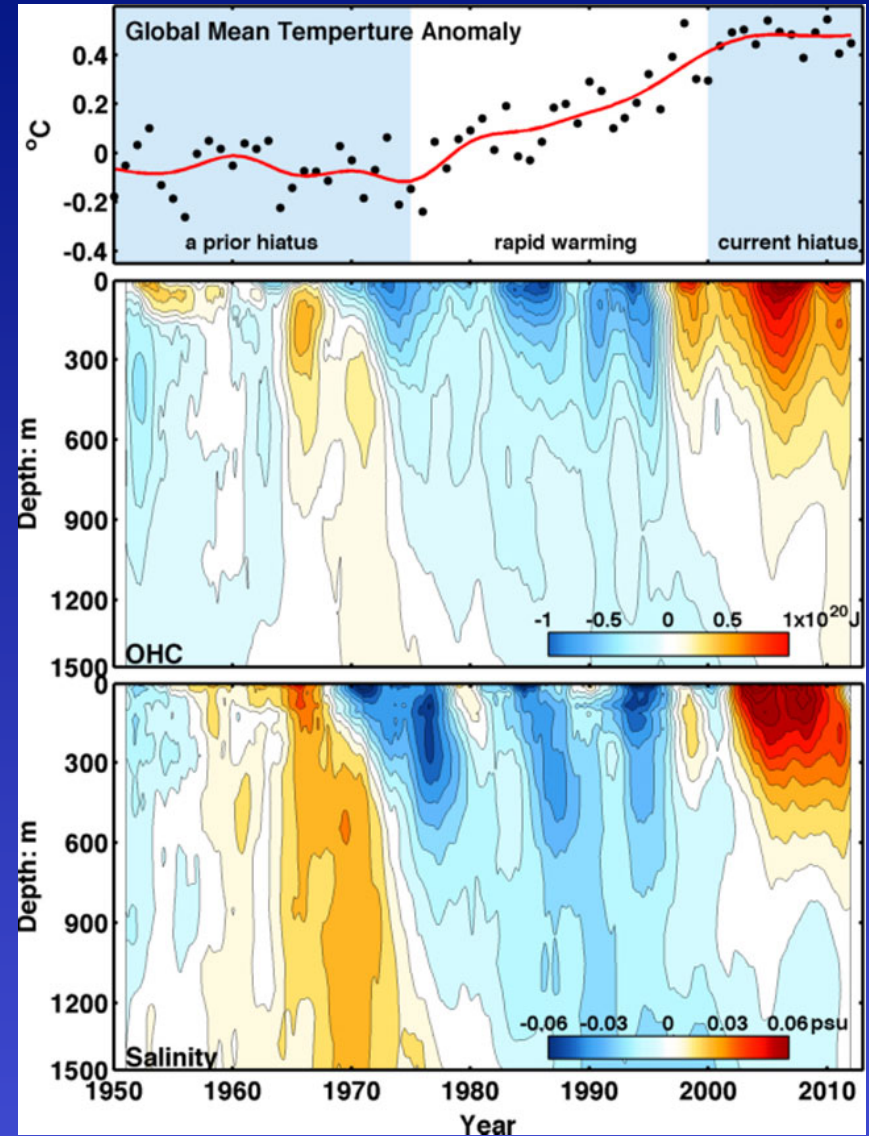 Global Mean Temperture Anomaly
0.4
0.2
0
-0.2
-0.4
°C
a prior hiatus rapid warming current hiatus
0
300
600
900
1200
1500
Depth: m
-1 -0.5 0 0.5 1x10²⁰J
OHC
0
300
600
900
1200
1500
Depth: m
-0.06 -0.03 0 0.03 0.06 psu
Salinity
1950 1960 1970 1980 1990 2000 2010
Year